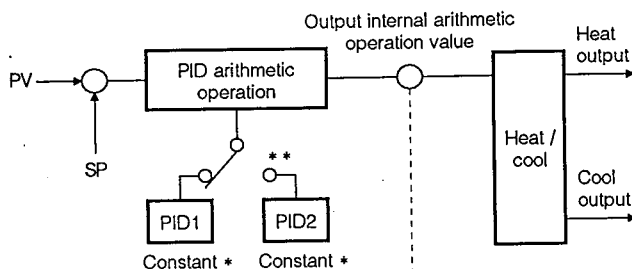 Output internal arithmetic
operation value
Heat
output
PV
PID arithmetic
operation
SP
**
Heat /
cool
PID1
PID2
Constant *
Constant *
Cool
output